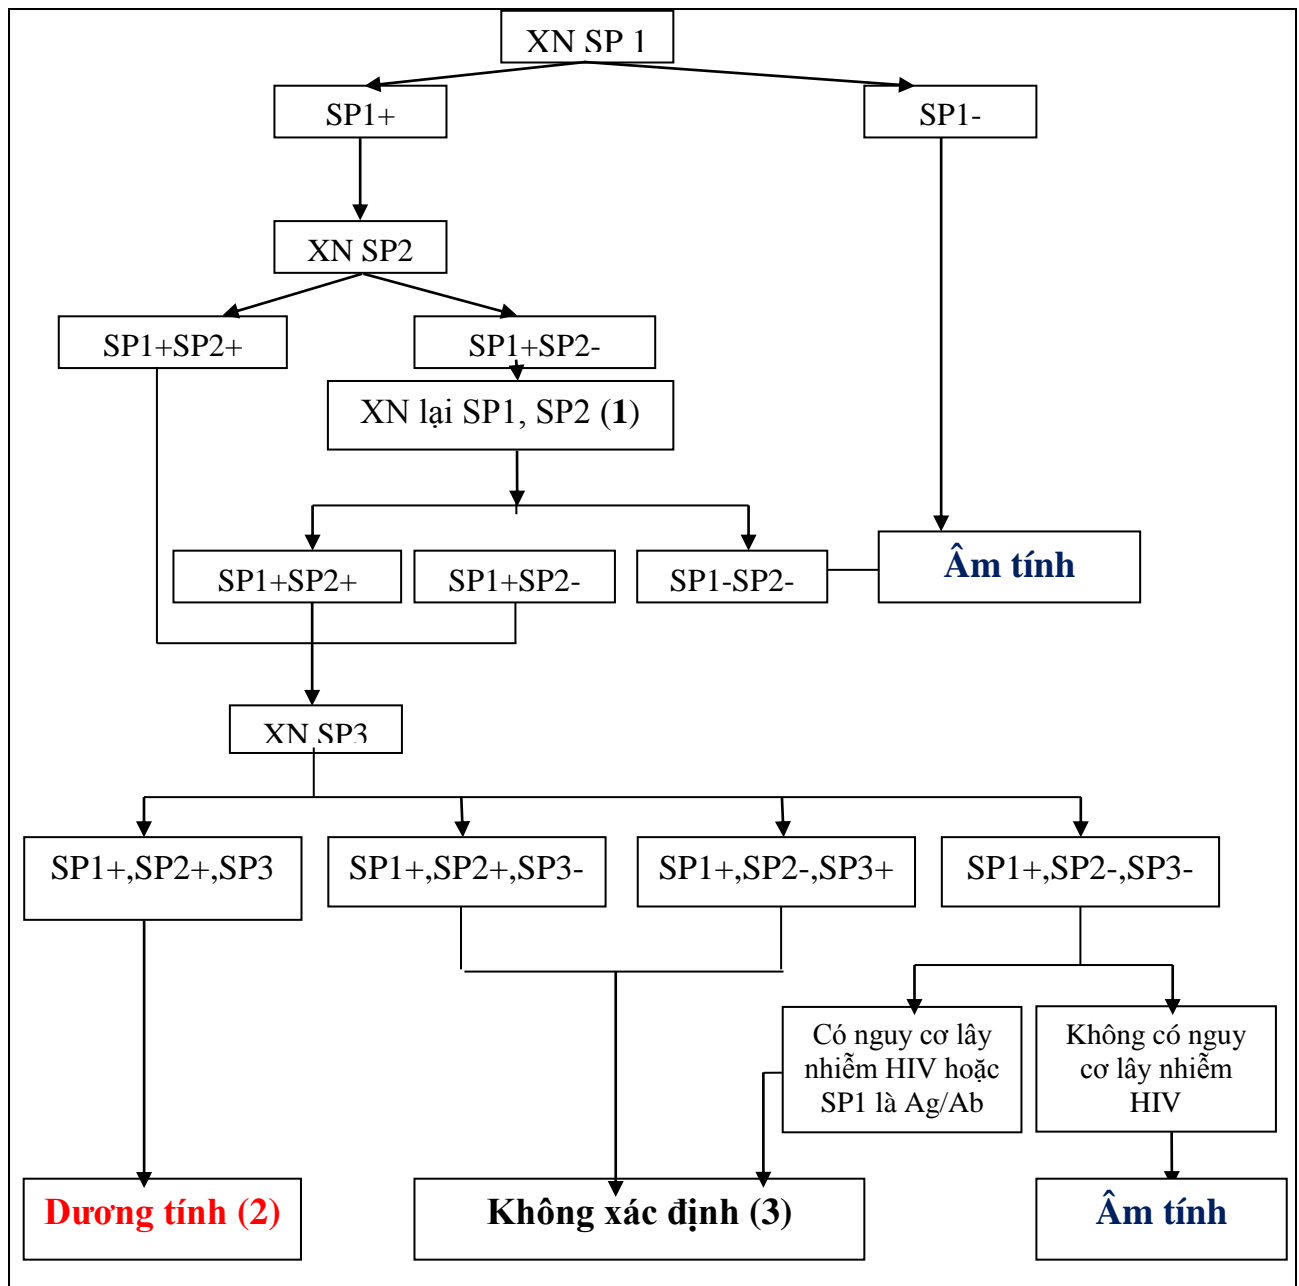 XN SP 1
SP1+
SP1-
XN SP2
SP1+SP2+
SP1+SP2-
XN lại SP1, SP2 (1)
SP1+SP2+
SP1+SP2-
SP1-SP2-
Âm tính
XN SP3
SP1+,SP2+,SP3
SP1+,SP2+,SP3-
SP1+,SP2-,SP3+
SP1+,SP2-,SP3-
Có nguy cơ lây
nhiễm HIV hoặc
SP1 là Ag/Ab
Không có nguy
cơ lây nhiễm
HIV
Dương tính (2)
Không xác định (3)
Âm tính